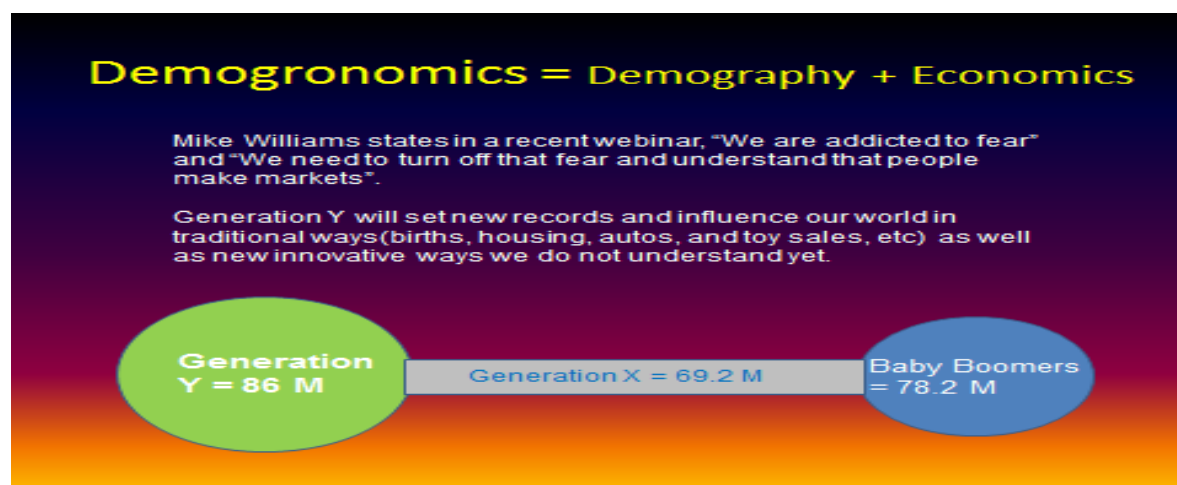 Demogronomics = Demography + Economics
Mike Williams states in a recent webinar, “We are addicted to fear”
and “We need to turn off that fear and understand that people
make markets”.
Generation Y will set new records and influence our world in
traditional ways(births, housing, autos, and toy sales, etc) as well
as new innovative ways we do not understand yet.
Generation
Y = 86 M
Generation X = 69.2 M
Baby Boomers
= 78.2 M